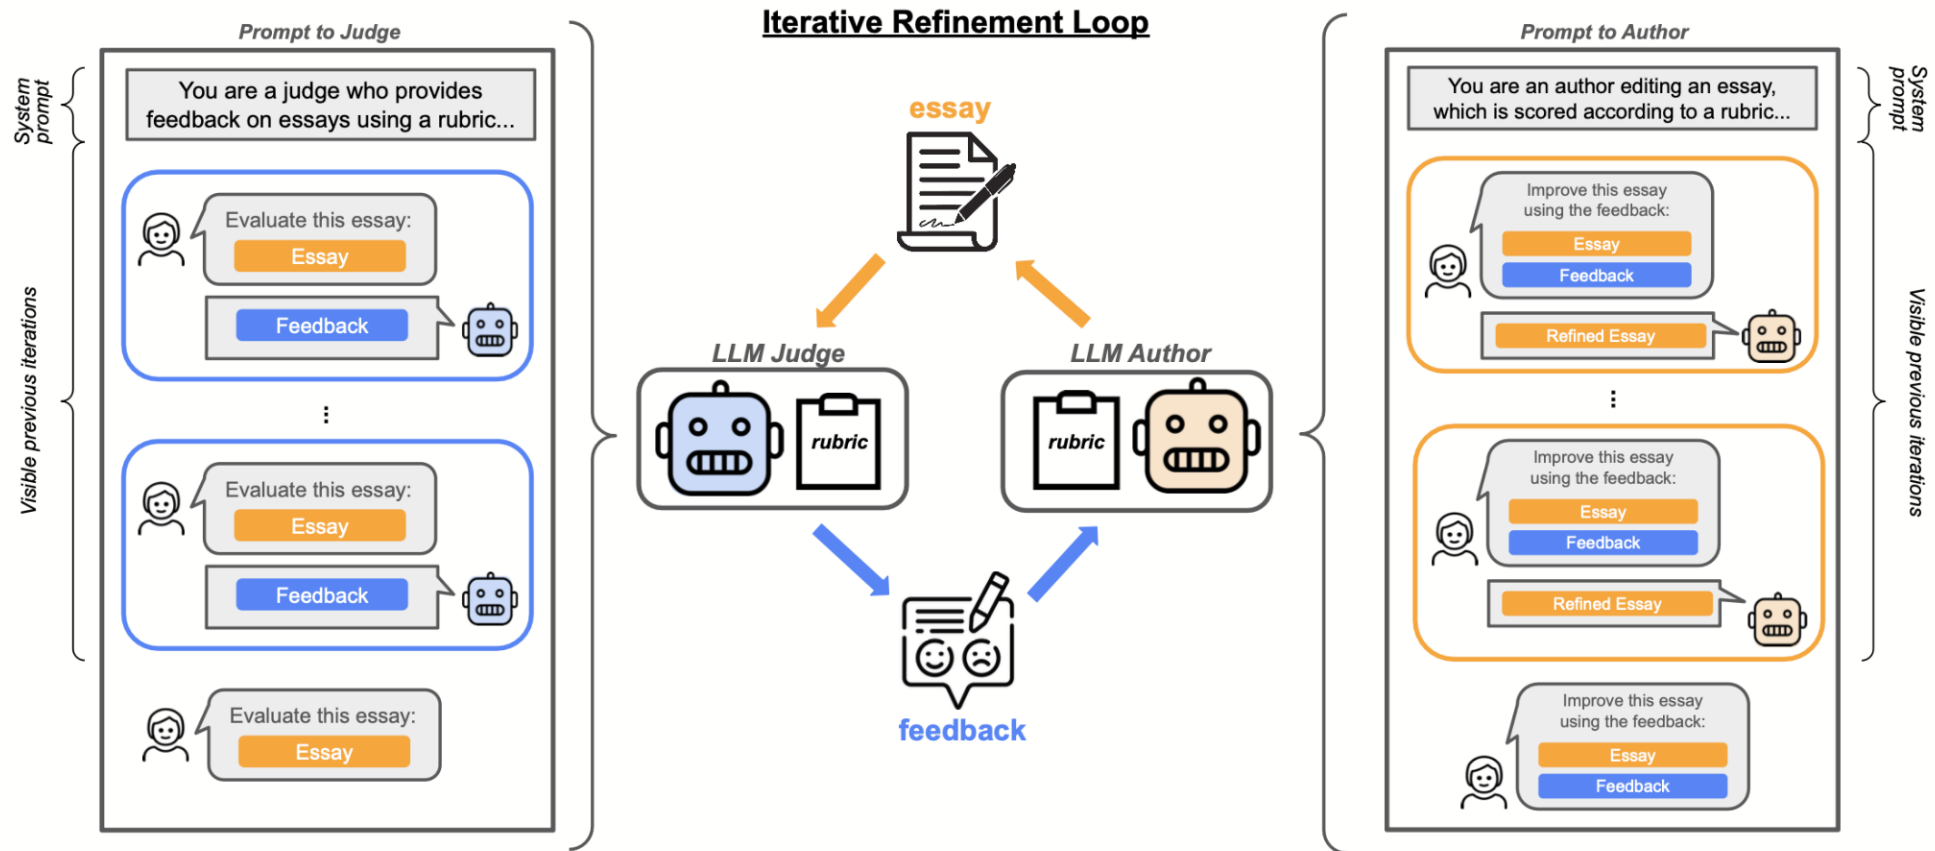 Iterative Refinement Loop
Prompt to Judge
System
prompt
You are a judge who provides
feedback on essays using a rubric...
Visible previous iterations
Evaluate this essay:
Essay
Feedback
...
Evaluate this essay:
Essay
Feedback
Evaluate this essay:
Essay
essay
LLM Judge
rubric
LLM Author
rubric
feedback
Prompt to Author
System
prompt
You are an author editing an essay,
which is scored according to a rubric...
Visible previous iterations
Improve this essay
using the feedback:
Essay
Feedback
Refined Essay
...
Improve this essay
using the feedback:
Essay
Feedback
Refined Essay
Improve this essay
using the feedback:
Essay
Feedback